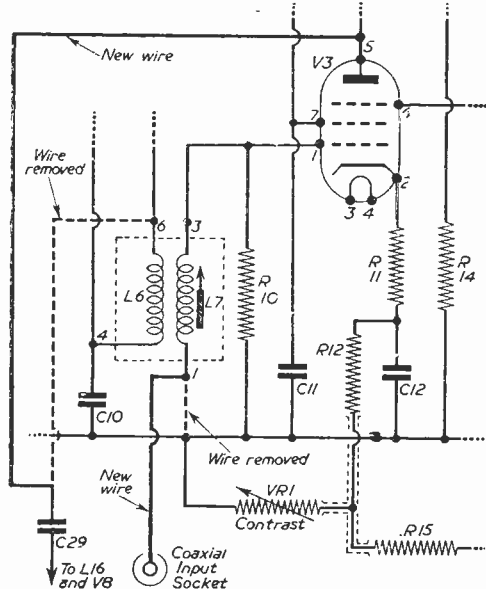 5
New wire
V3
7
6
1
2
3 4
Wire
removed
6
3
R
10
R
11
R
14
L6
L7
4
1
R12
C10
C11
C12
Wire removed
New
wire
VR1
Contrast
.R15
C29
To L16
and V8
Coaxial
Input
Socket